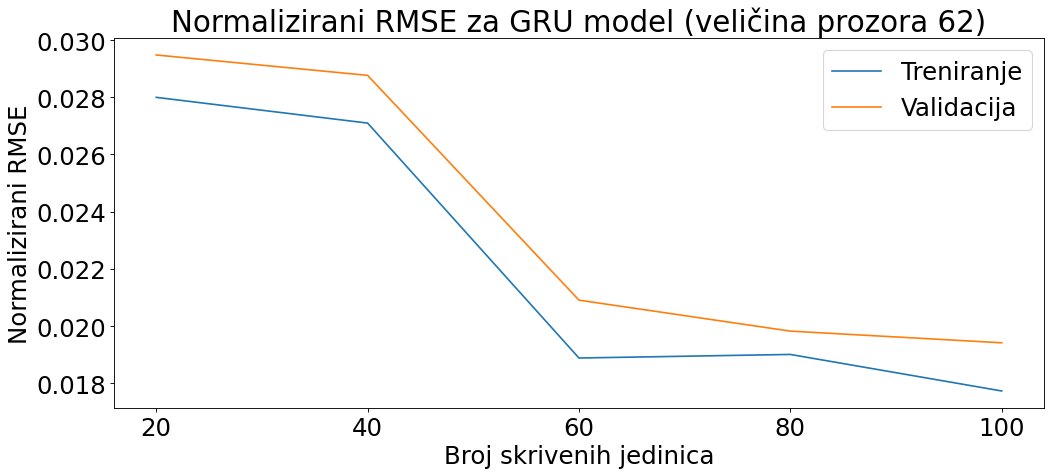 Normalizirani RMSE za GRU model (veličina prozora 62)
Treniranje
Validacija
Normalizirani RMSE
0.030
0.028
0.026
0.024
0.022
0.020
0.018
20 40 60 80 100
Broj skrivenih jedinica